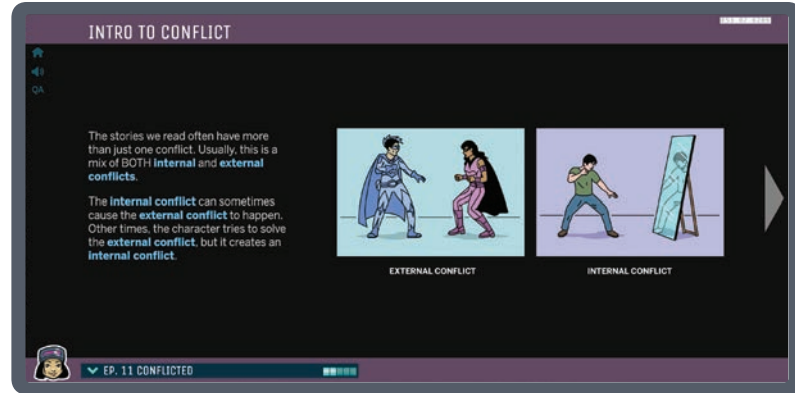 INTRO TO CONFLICT
QA
The stories we read often have more
than just one conflict. Usually, this is a
mix of BOTH internal and external
conflicts.
The internal conflict can sometimes
cause the external conflict to happen.
Other times, the character tries to solve
the external conflict, but it creates an
internal conflict.
EXTERNAL CONFLICT
INTERNAL CONFLICT
EP. 11 CONFLICTED